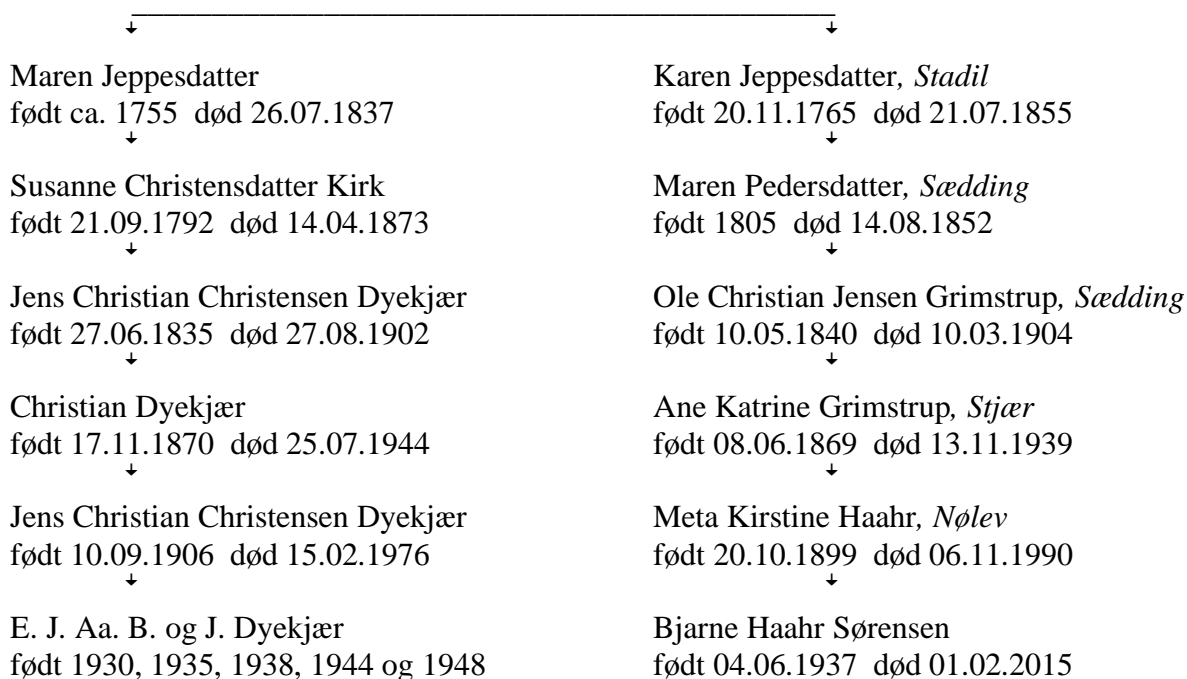 Maren Jeppesdatter
født ca. 1755 død 26.07.1837
Susanne Christensdatter Kirk
født 21.09.1792 død 14.04.1873
Jens Christian Christensen Dyekjær
født 27.06.1835 død 27.08.1902
Christian Dyekjær
født 17.11.1870 død 25.07.1944
Jens Christian Christensen Dyekjær
født 10.09.1906 død 15.02.1976
E. J. Aa. B. og J. Dyekjær
født 1930, 1935, 1938, 1944 og 1948
Karen Jeppesdatter, Stadil
født 20.11.1765 død 21.07.1855
Maren Pedersdatter, Sædding
født 1805 død 14.08.1852
Ole Christian Jensen Grimstrup, Sædding
født 10.05.1840 død 10.03.1904
Ane Katrine Grimstrup, Stjær
født 08.06.1869 død 13.11.1939
Meta Kirstine Haahr, Nølev
født 20.10.1899 død 06.11.1990
Bjarne Haahr Sørensen
født 04.06.1937 død 01.02.2015